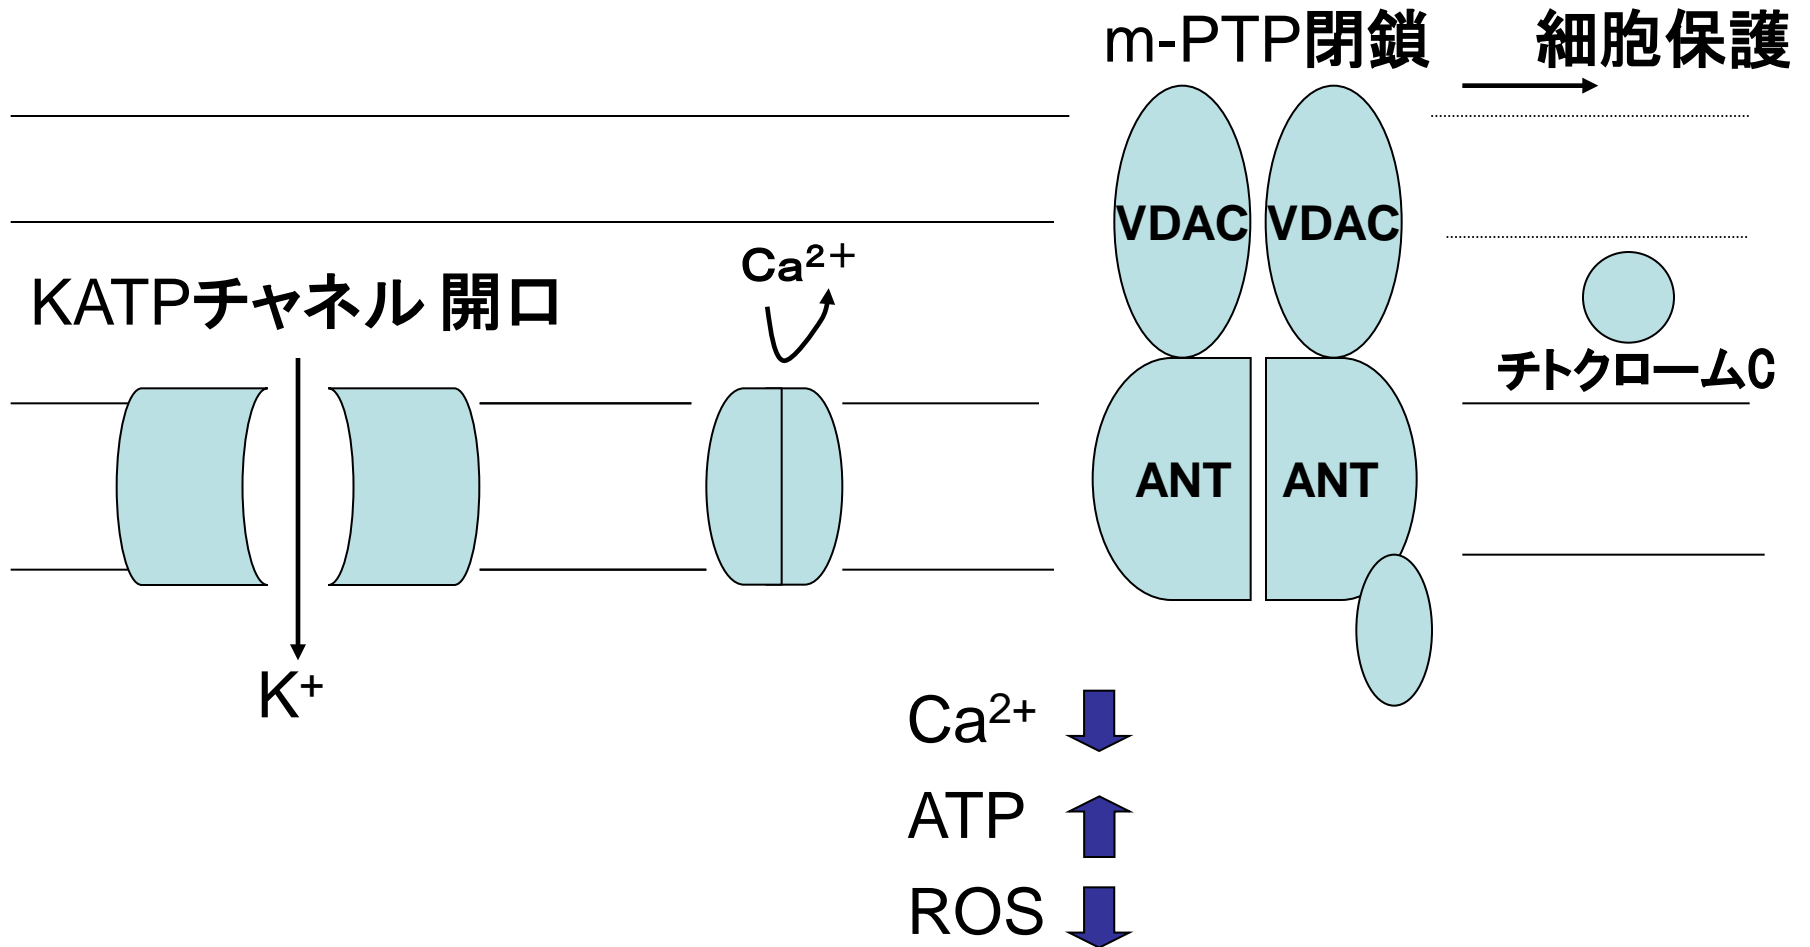 m-PTP閉鎖 細胞保護
VDAC VDAC
Ca²⁺
KATPチャネル 開口
チトクロームC
ANT ANT
K⁺
Ca²⁺
ATP
ROS